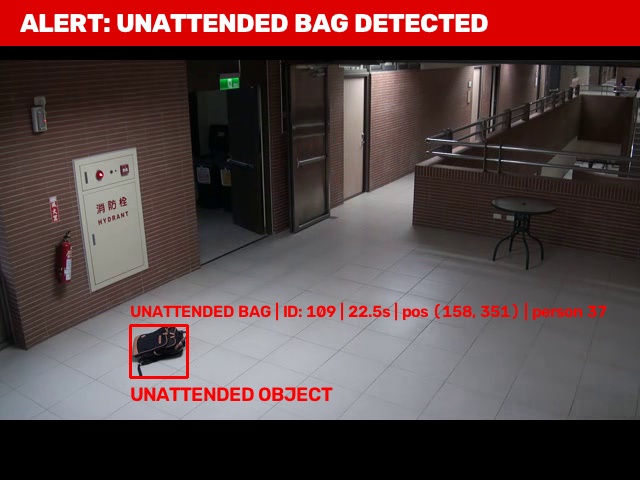 ALERT: UNATTENDED BAG DETECTED
消防栓
HYDRANT
UNATTENDED BAG | ID: 109 | 22.5s | pos (158, 351) | person 37
UNATTENDED OBJECT